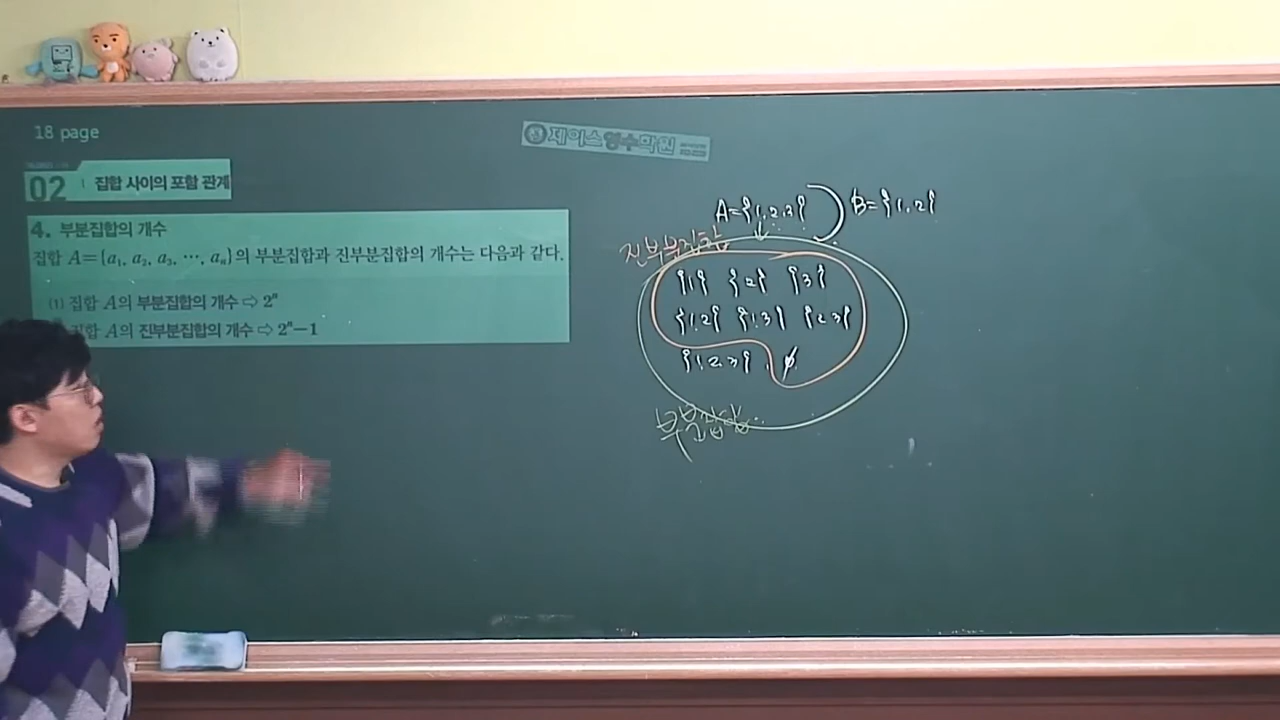 18 page
제이스영수학원
02 집합 사이의 포함 관계
4. 부분집합의 개수
집합 A={a₁, a₂, a₃, ⋯, aₙ}의 부분집합과 진부분집합의 개수는 다음과 같다.
(1) 집합 A의 부분집합의 개수 ⇨ 2ⁿ
집합 A의 진부분집합의 개수 ⇨ 2ⁿ−1
A={1,2,3} B={1,2}
진부분집합
{1} {2} {3}
{1,2} {1,3} {2,3}
{1,2,3}, ∅
부분집합